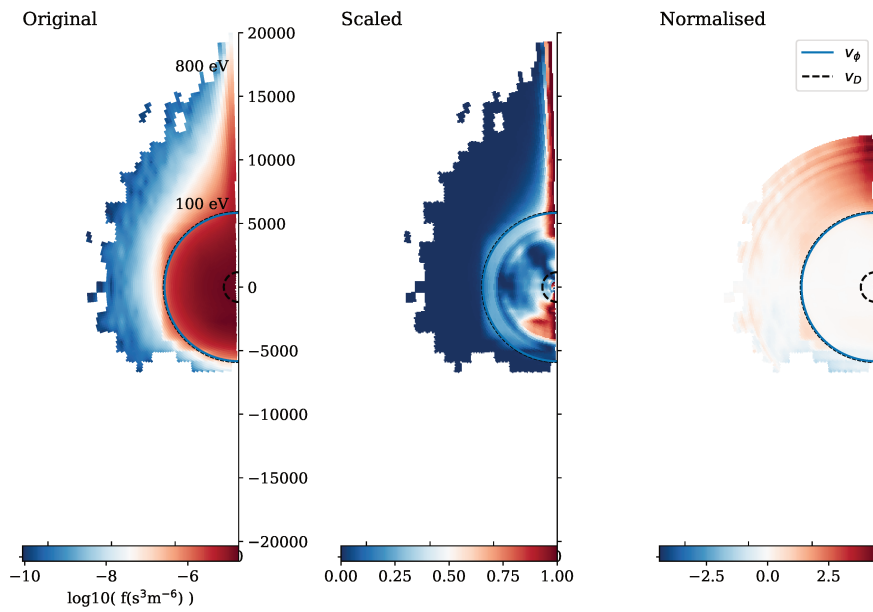 Original Scaled Normalised
20000
800 eV
v_ϕ
v_D
15000
10000
100 eV
5000
0
−5000
−10000
−15000
−20000
0 0
−10 −8 −6 0.00 0.25 0.50 0.75 1.00 −2.5 0.0 2.5
log10( f(s³m⁻⁶) )